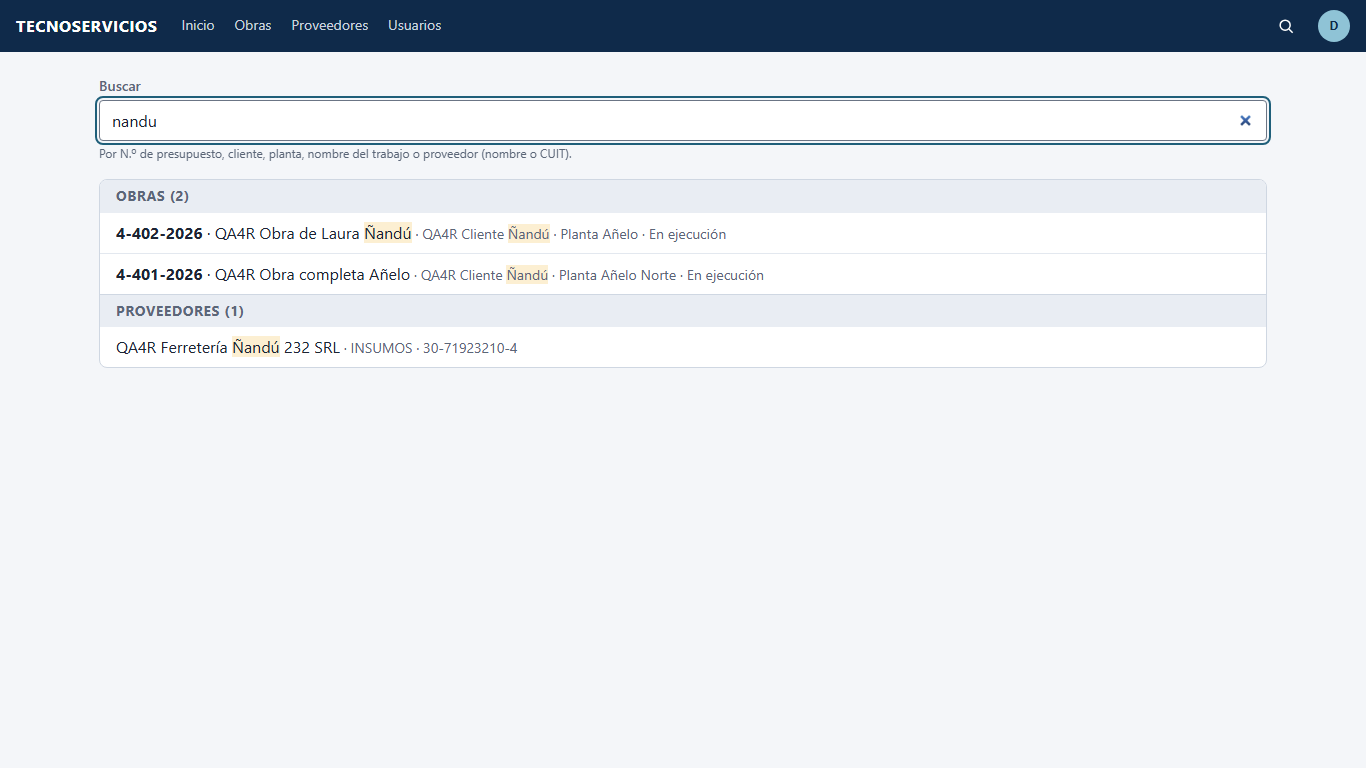 TECNOSERVICIOS Inicio Obras Proveedores Usuarios D
Buscar
nandu
Por N.º de presupuesto, cliente, planta, nombre del trabajo o proveedor (nombre o CUIT).
OBRAS (2)
4-402-2026 · QA4R Obra de Laura Ñandú · QA4R Cliente Ñandú · Planta Añelo · En ejecución
4-401-2026 · QA4R Obra completa Añelo · QA4R Cliente Ñandú · Planta Añelo Norte · En ejecución
PROVEEDORES (1)
QA4R Ferretería Ñandú 232 SRL · INSUMOS · 30-71923210-4